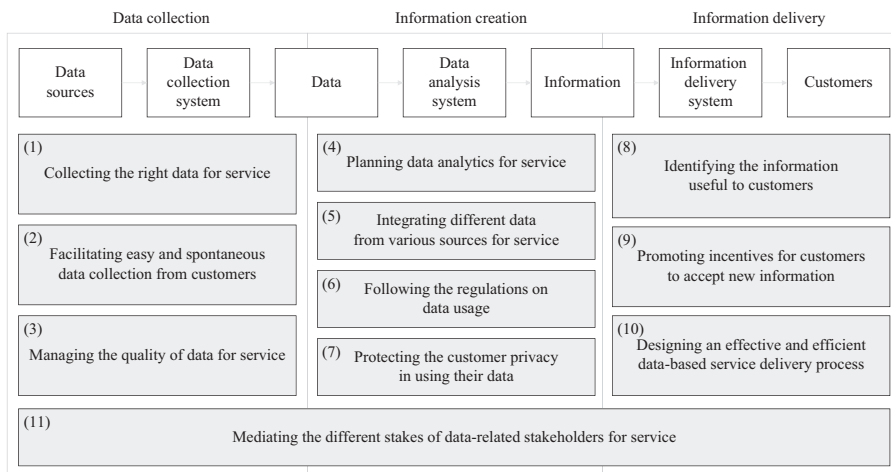 Data collection
Information creation
Information delivery
Data
sources
Data
collection
system
Data
Data
analysis
system
Information
Information
delivery
system
Customers
(1)
Collecting the right data for service
(2)
Facilitating easy and spontaneous
data collection from customers
(3)
Managing the quality of data for service
(4)
Planning data analytics for service
(5)
Integrating different data
from various sources for service
(6)
Following the regulations on
data usage
(7)
Protecting the customer privacy
in using their data
(8)
Identifying the information
useful to customers
(9)
Promoting incentives for customers
to accept new information
(10)
Designing an effective and efficient
data-based service delivery process
(11)
Mediating the different stakes of data-related stakeholders for service